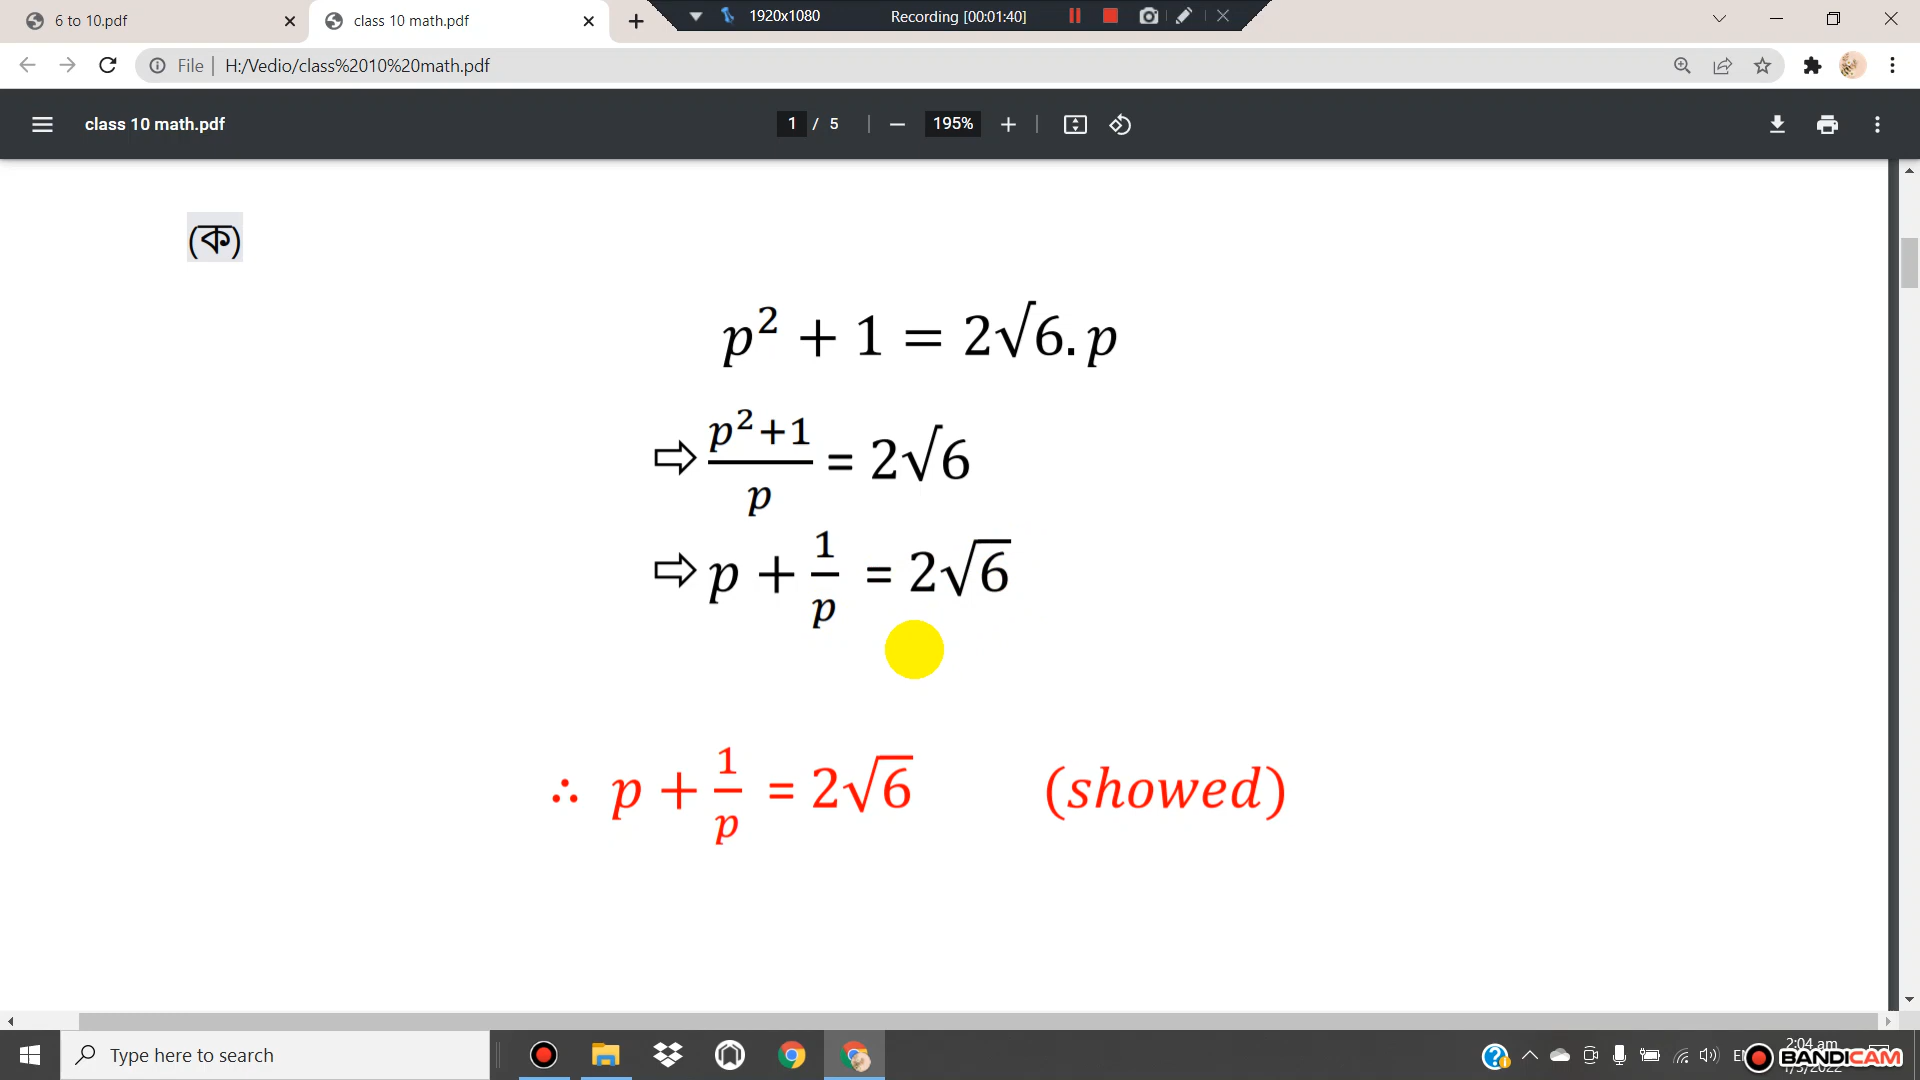 6 to 10.pdf
class 10 math.pdf
1920x1080
Recording [00:01:40]
File | H:/Vedio/class%2010%20math.pdf
class 10 math.pdf
1 / 5
195%
(ক)
p² + 1 = 2√6. p
⇨ (p²+1)/p = 2√6
⇨ p + 1/p = 2√6
∴ p + 1/p = 2√6 (showed)
Type here to search
2:04 am
BANDICAM